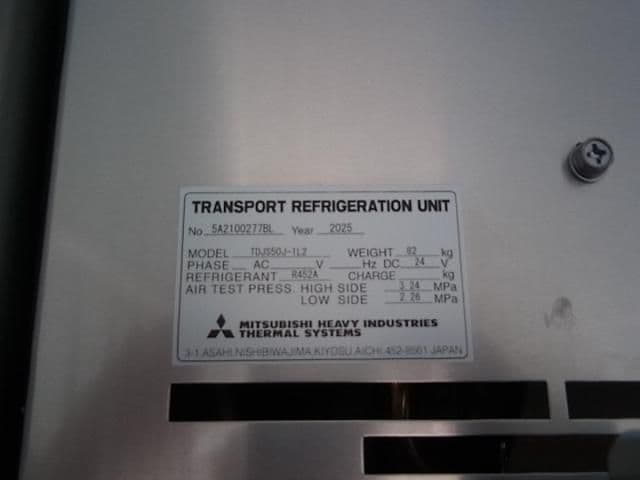 TRANSPORT REFRIGERATION UNIT
No. 5A2100277BL Year 2025
MODEL TDJS50J-1L2 WEIGHT 82 kg
PHASE AC V Hz DC 24 V
REFRIGERANT R452A CHARGE kg
AIR TEST PRESS. HIGH SIDE 3.24 MPa
LOW SIDE 2.26 MPa
MITSUBISHI HEAVY INDUSTRIES
THERMAL SYSTEMS
3-1, ASAHI, NISHIBIWAJIMA, KIYOSU, AICHI, 452-8561, JAPAN